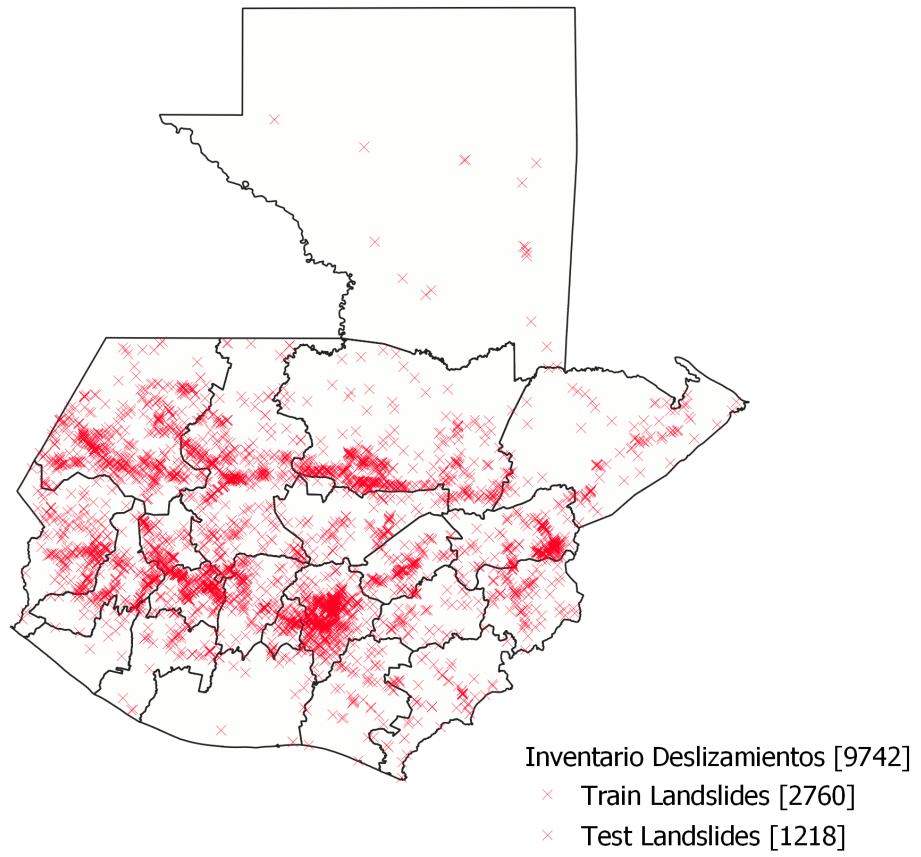 Inventario Deslizamientos [9742]
Train Landslides [2760]
Test Landslides [1218]